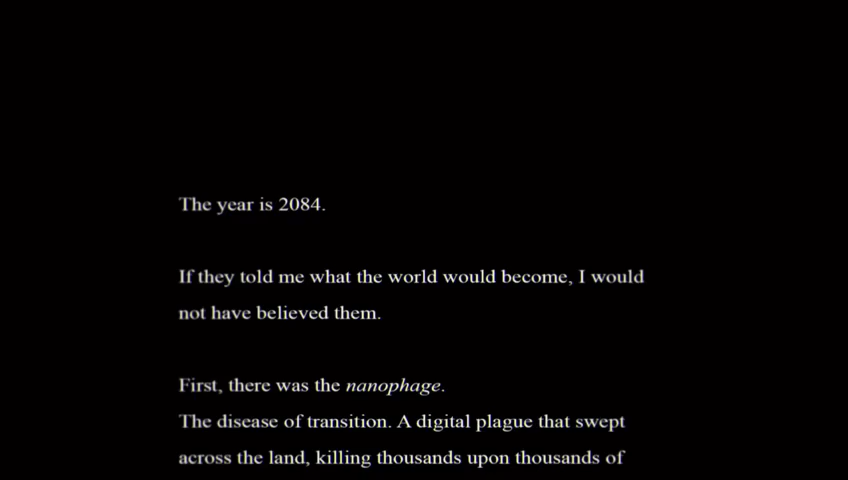 The year is 2084.
If they told me what the world would become, I would
not have believed them.
First, there was the nanophage.
The disease of transition. A digital plague that swept
across the land, killing thousands upon thousands of